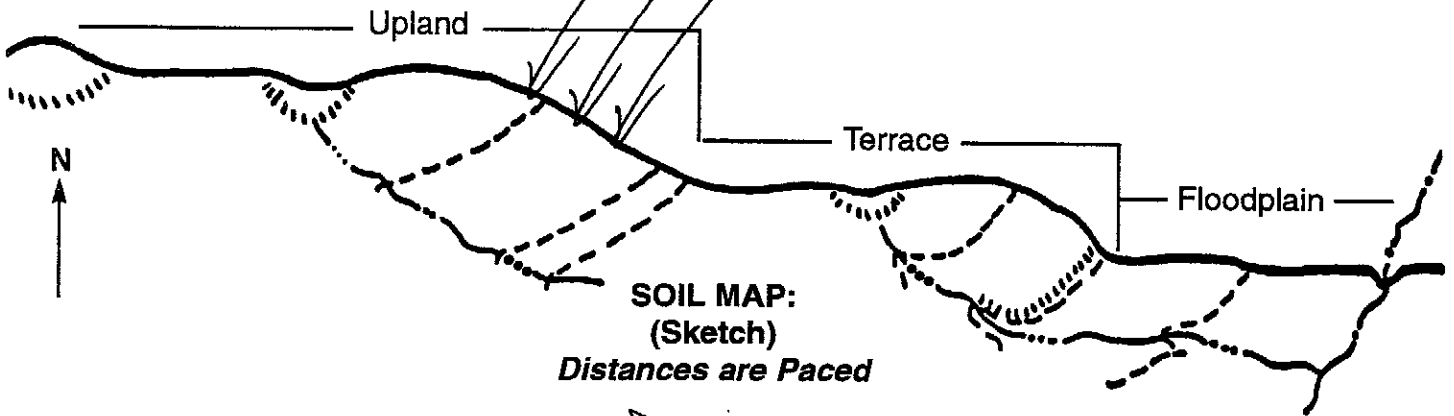 Upland
Terrace
Floodplain
N
SOIL MAP:
(Sketch)
Distances are Paced